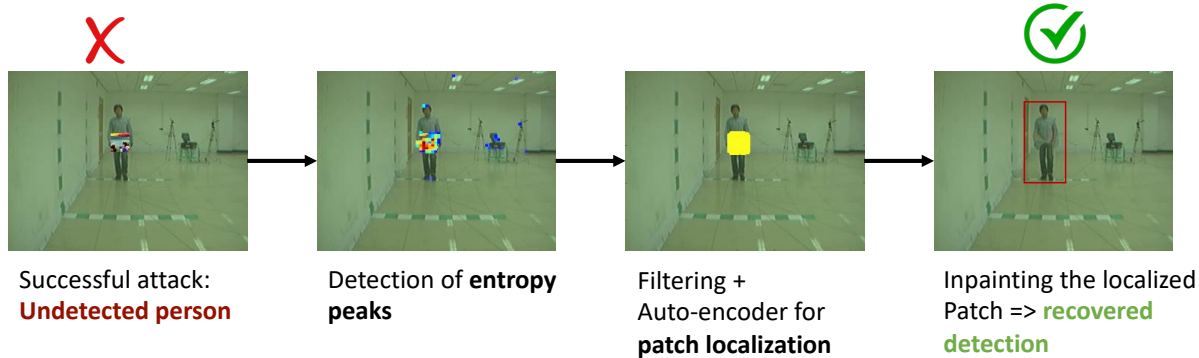 Successful attack:
Undetected person
Detection of entropy
peaks
Filtering +
Auto-encoder for
patch localization
Inpainting the localized
Patch => recovered
detection